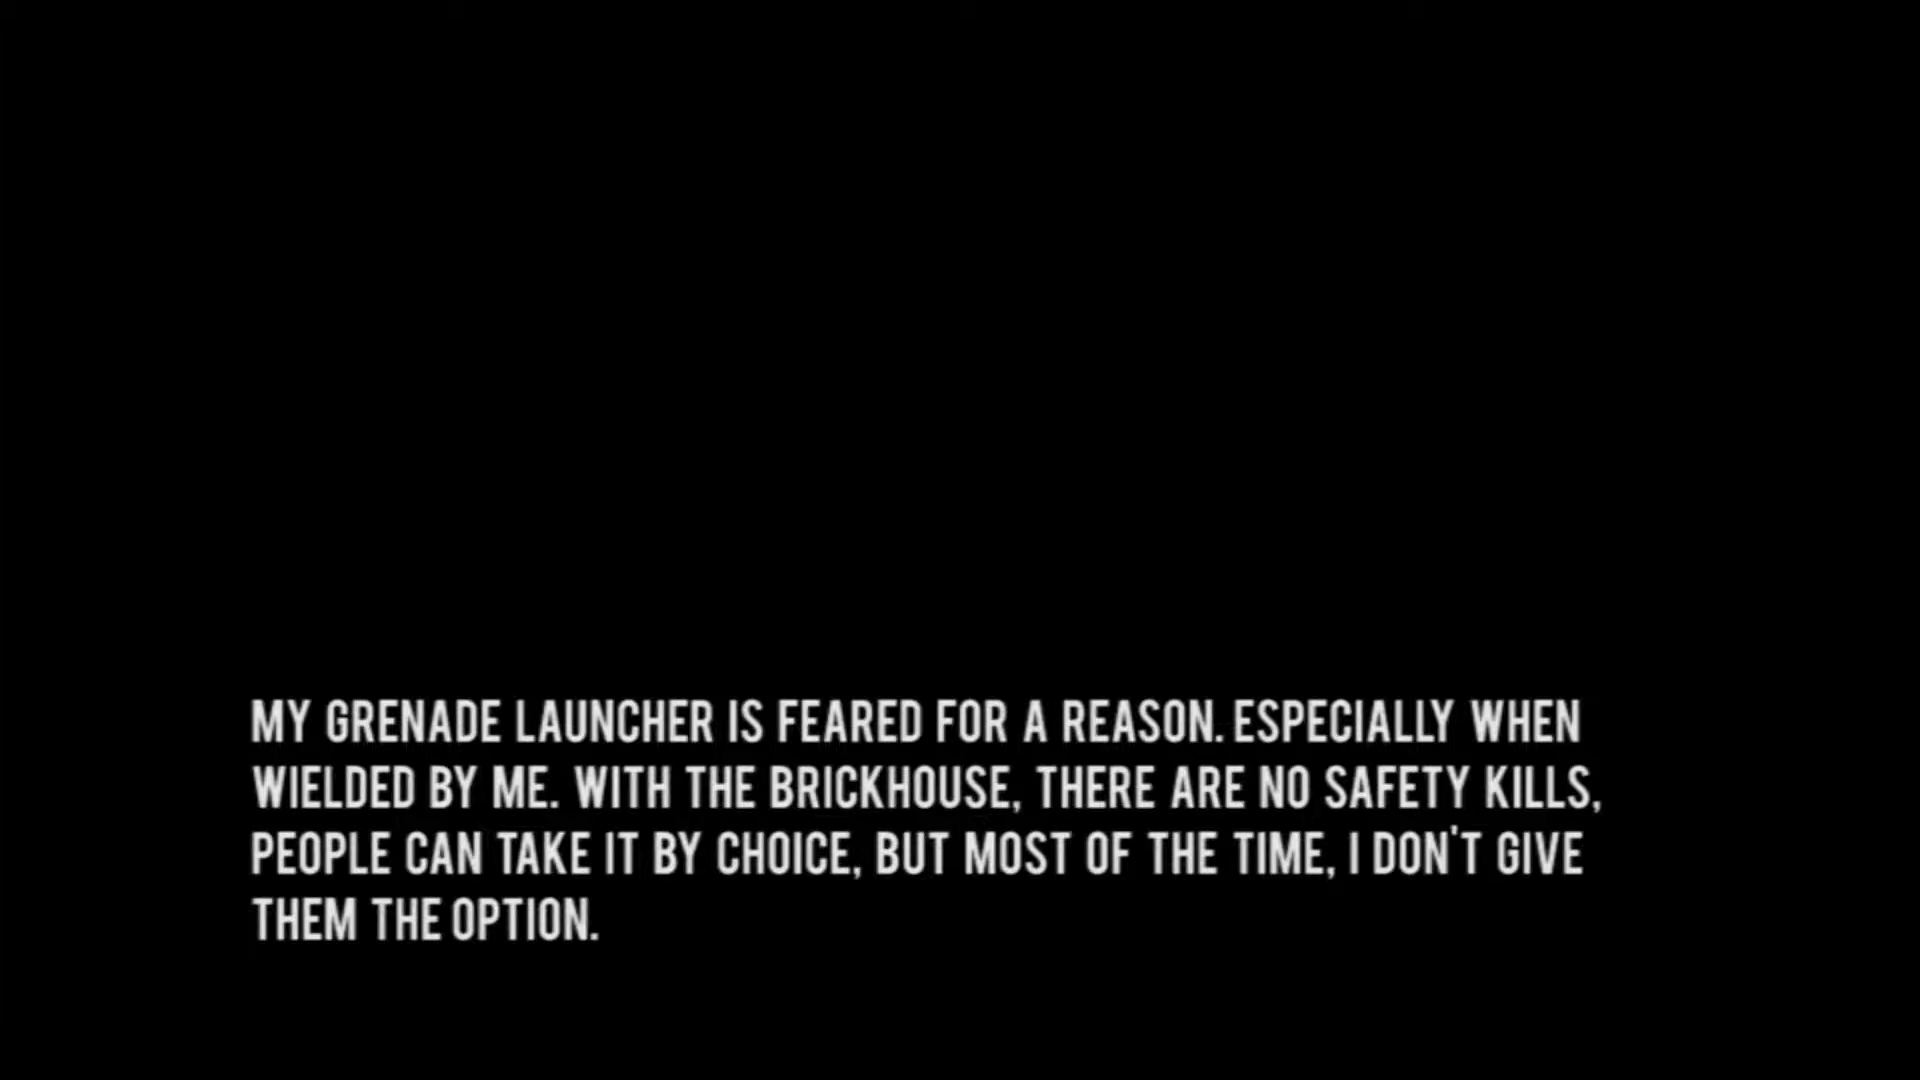 MY GRENADE LAUNCHER IS FEARED FOR A REASON. ESPECIALLY WHEN
WIELDED BY ME. WITH THE BRICKHOUSE, THERE ARE NO SAFETY KILLS,
PEOPLE CAN TAKE IT BY CHOICE, BUT MOST OF THE TIME, I DON'T GIVE
THEM THE OPTION.